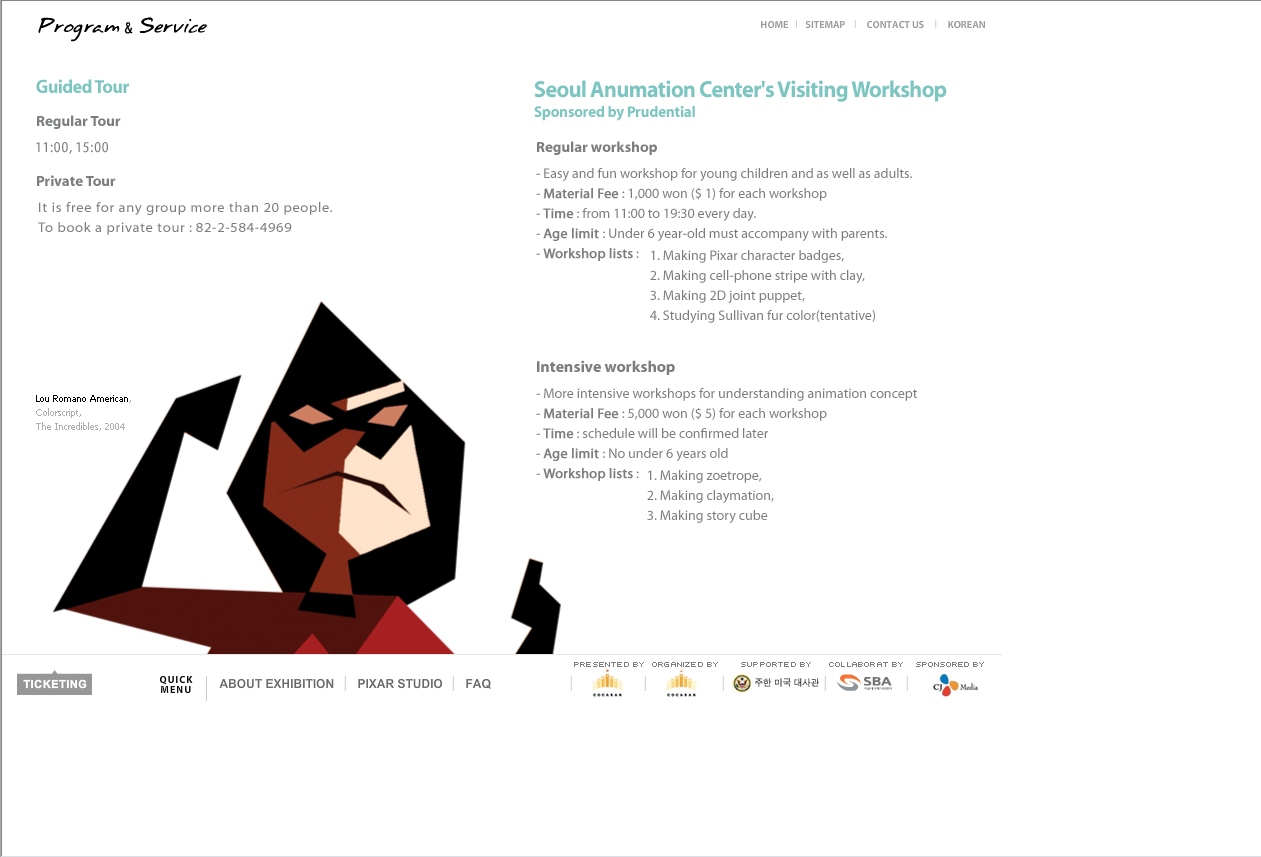 Program & Service
HOME | SITEMAP | CONTACT US | KOREAN
Guided Tour
Regular Tour
11:00, 15:00
Private Tour
It is free for any group more than 20 people.
To book a private tour : 82-2-584-4969
Lou Romano American,
Colorscript,
The Incredibles, 2004
Seoul Anumation Center's Visiting Workshop
Sponsored by Prudential
Regular workshop
- Easy and fun workshop for young children and as well as adults.
- Material Fee : 1,000 won ($ 1) for each workshop
- Time : from 11:00 to 19:30 every day.
- Age limit : Under 6 year-old must accompany with parents.
- Workshop lists : 1. Making Pixar character badges,
2. Making cell-phone stripe with clay,
3. Making 2D joint puppet,
4. Studying Sullivan fur color(tentative)
Intensive workshop
- More intensive workshops for understanding animation concept
- Material Fee : 5,000 won ($ 5) for each workshop
- Time : schedule will be confirmed later
- Age limit : No under 6 years old
- Workshop lists : 1. Making zoetrope,
2. Making claymation,
3. Making story cube
TICKETING
QUICK
MENU
ABOUT EXHIBITION | PIXAR STUDIO | FAQ
PRESENTED BY ORGANIZED BY SUPPORTED BY COLLABORAT BY SPONSORED BY
주한 미국 대사관
SBA
CJ Media